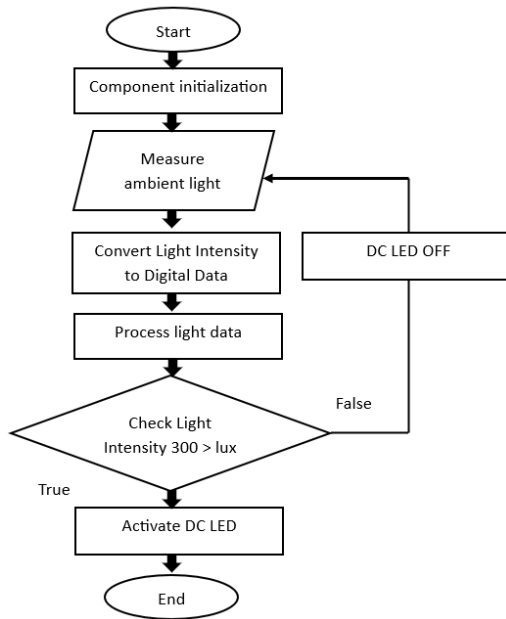 Start
Component initialization
Measure
ambient light
Convert Light Intensity
to Digital Data
DC LED OFF
Process light data
Check Light
Intensity 300 > lux
False
True
Activate DC LED
End